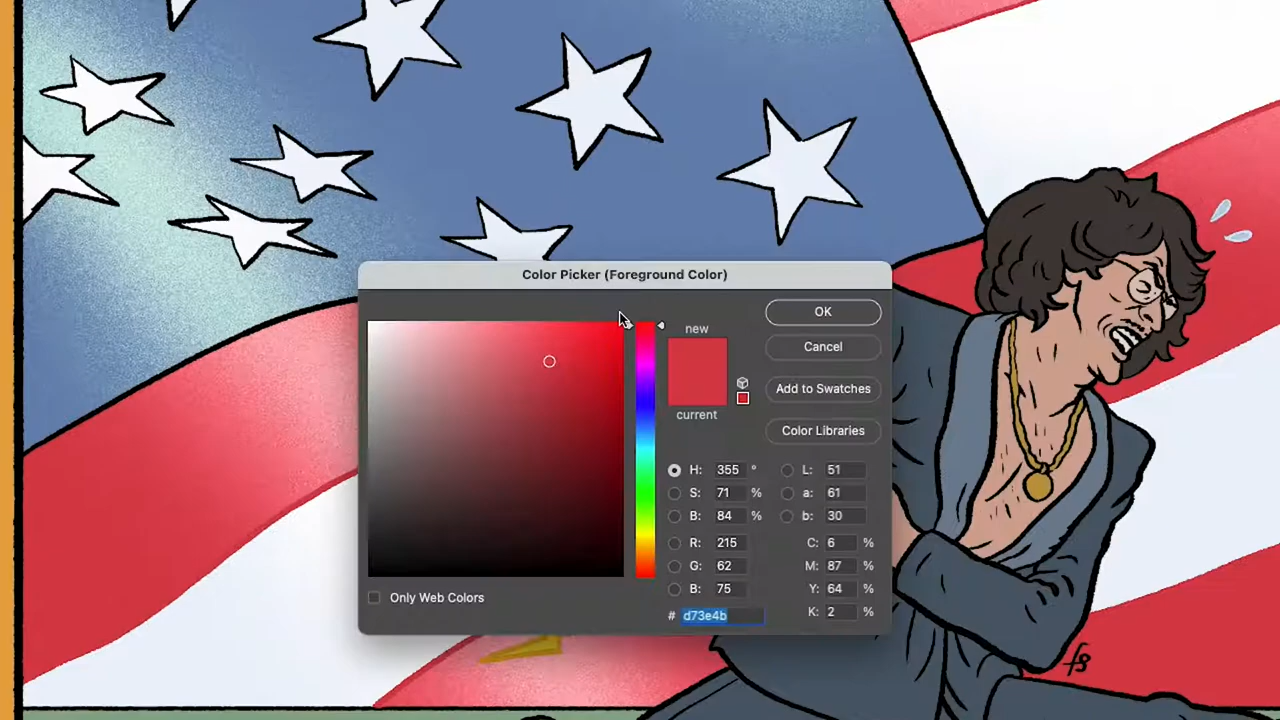 Color Picker (Foreground Color)
OK
new
Cancel
Add to Swatches
current
Color Libraries
H: 355 °
L: 51
S: 71 %
a: 61
B: 84 %
b: 30
R: 215
C: 6 %
G: 62
M: 87 %
B: 75
Y: 64 %
Only Web Colors
# d73e4b
K: 2 %